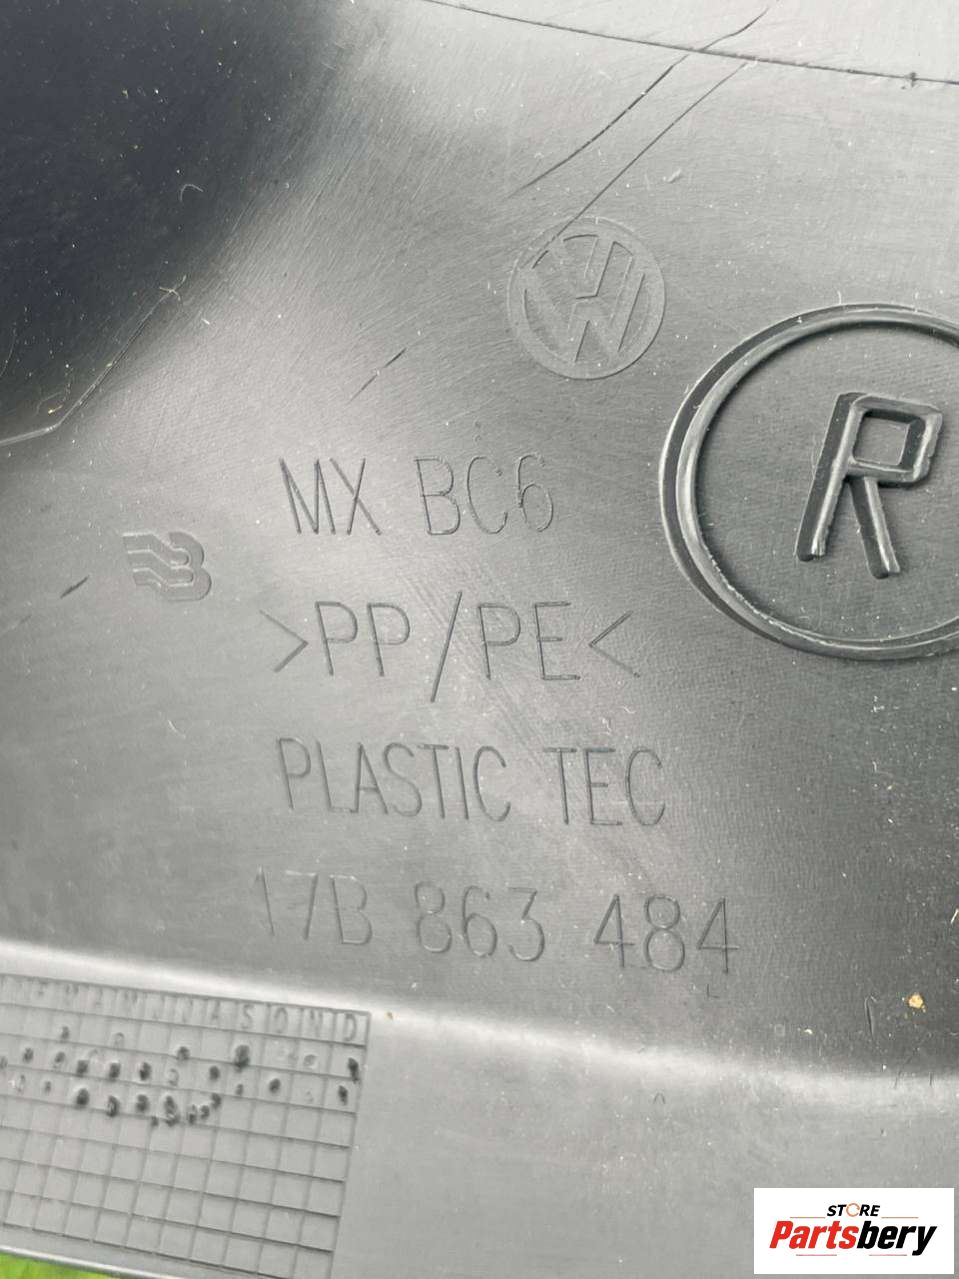 R
MX BC6
>PP/PE<
PLASTIC TEC
17B 863 484
F M A M J J A S O N D
STORE
Partsbery